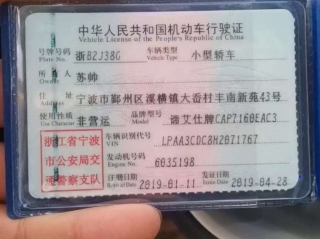 中华人民共和国机动车行驶证
Vehicle License of the People's Republic of China
号牌号码 Plate No. 浙B2J38G 车辆类型 Vehicle Type 小型轿车
所有人 Owner 苏帅
住址 Address 宁波市鄞州区溪横镇大岙村丰南新苑43号
使用性质 Use Character 非营运 品牌型号 Model 谛艾仕牌CAP7160EAC3
浙江省宁波市公安局交通警察支队
车辆识别代号 VIN LPAA3CDC8H2071767
发动机号码 Engine No. 6035198
注册日期 Register Date 2019-01-11 发证日期 Issue Date 2019-04-28